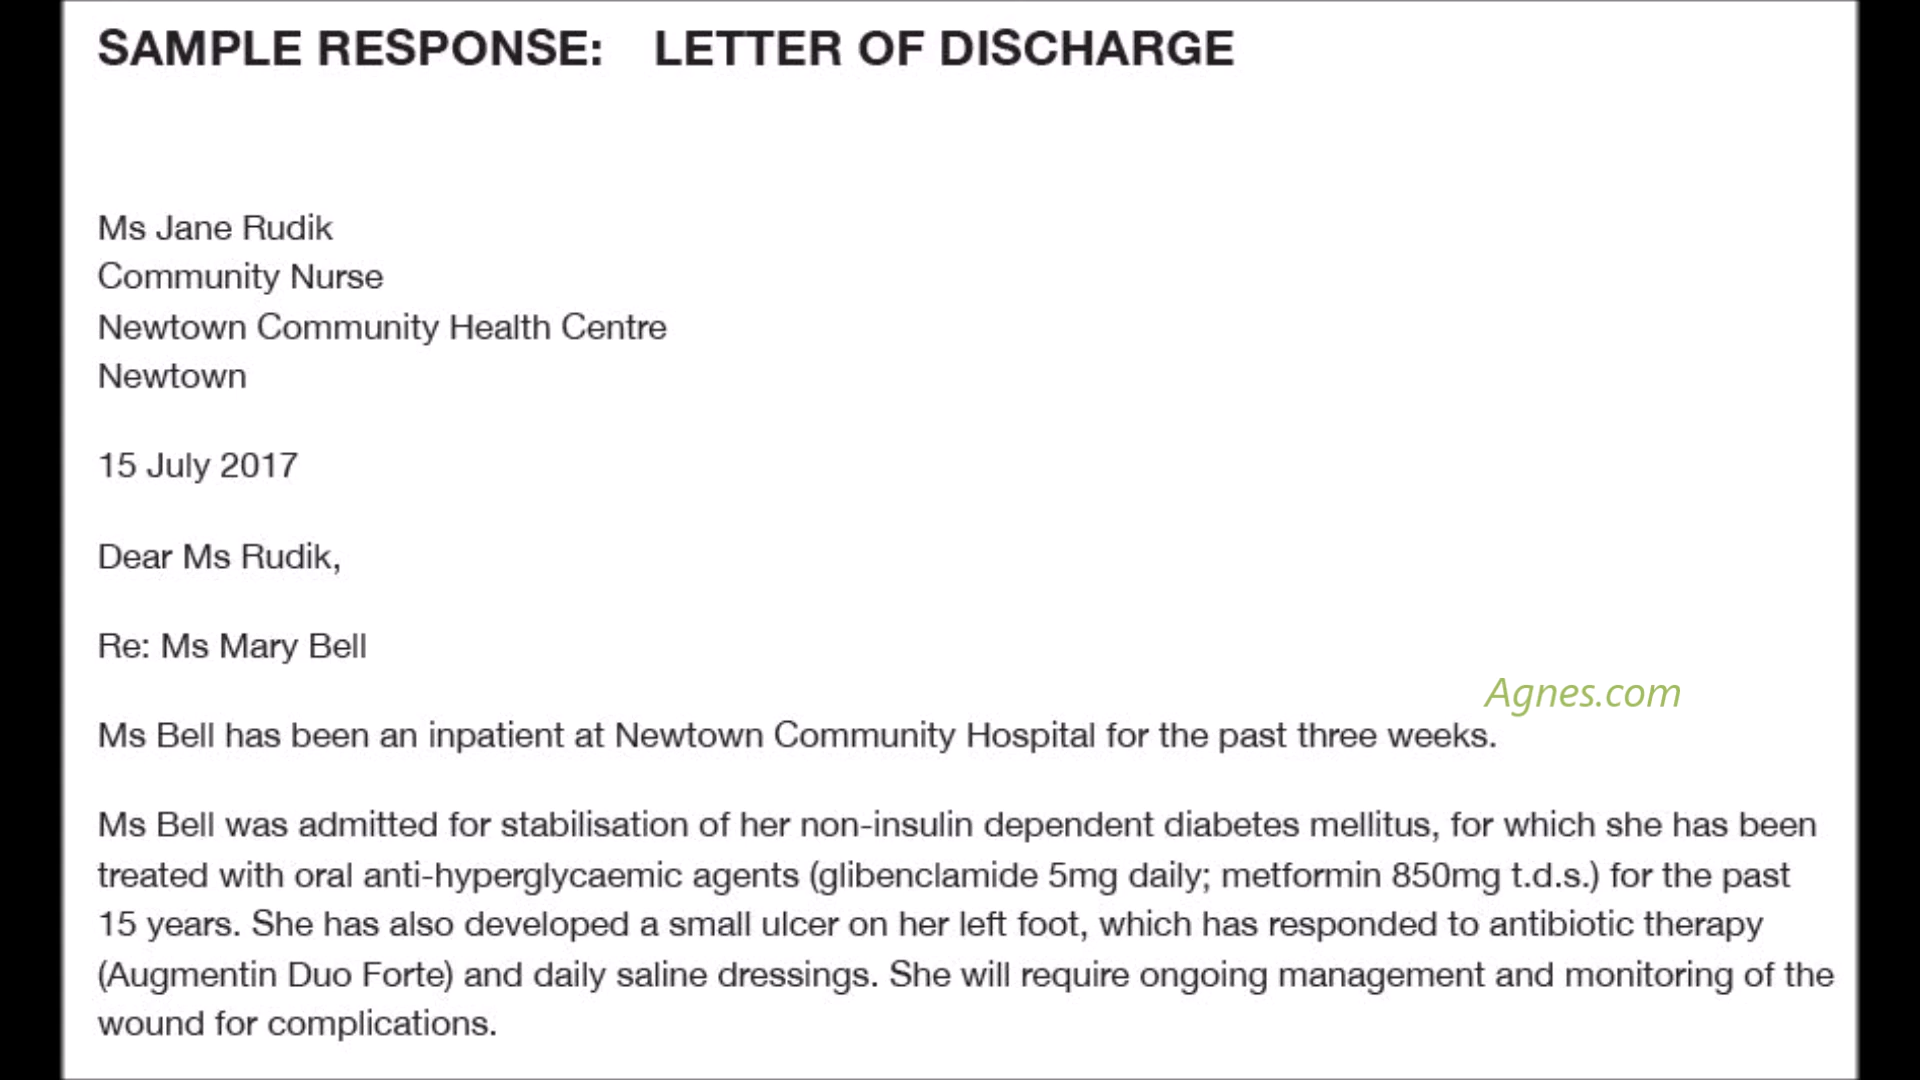 SAMPLE RESPONSE: LETTER OF DISCHARGE
Ms Jane Rudik
Community Nurse
Newtown Community Health Centre
Newtown
15 July 2017
Dear Ms Rudik,
Re: Ms Mary Bell
Agnes.com
Ms Bell has been an inpatient at Newtown Community Hospital for the past three weeks.
Ms Bell was admitted for stabilisation of her non-insulin dependent diabetes mellitus, for which she has been
treated with oral anti-hyperglycaemic agents (glibenclamide 5mg daily; metformin 850mg t.d.s.) for the past
15 years. She has also developed a small ulcer on her left foot, which has responded to antibiotic therapy
(Augmentin Duo Forte) and daily saline dressings. She will require ongoing management and monitoring of the
wound for complications.